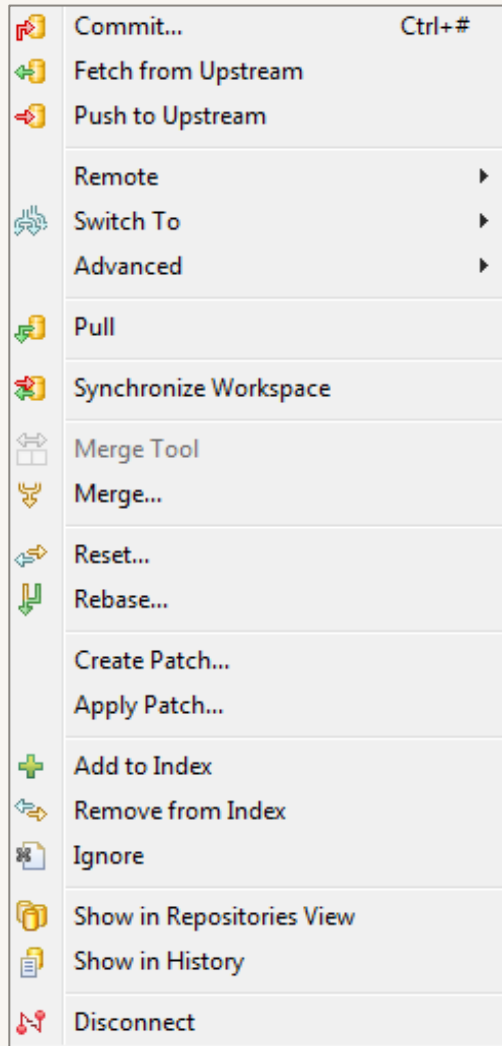 Commit... Ctrl+#
Fetch from Upstream
Push to Upstream
Remote
Switch To
Advanced
Pull
Synchronize Workspace
Merge Tool
Merge...
Reset...
Rebase...
Create Patch...
Apply Patch...
Add to Index
Remove from Index
Ignore
Show in Repositories View
Show in History
Disconnect